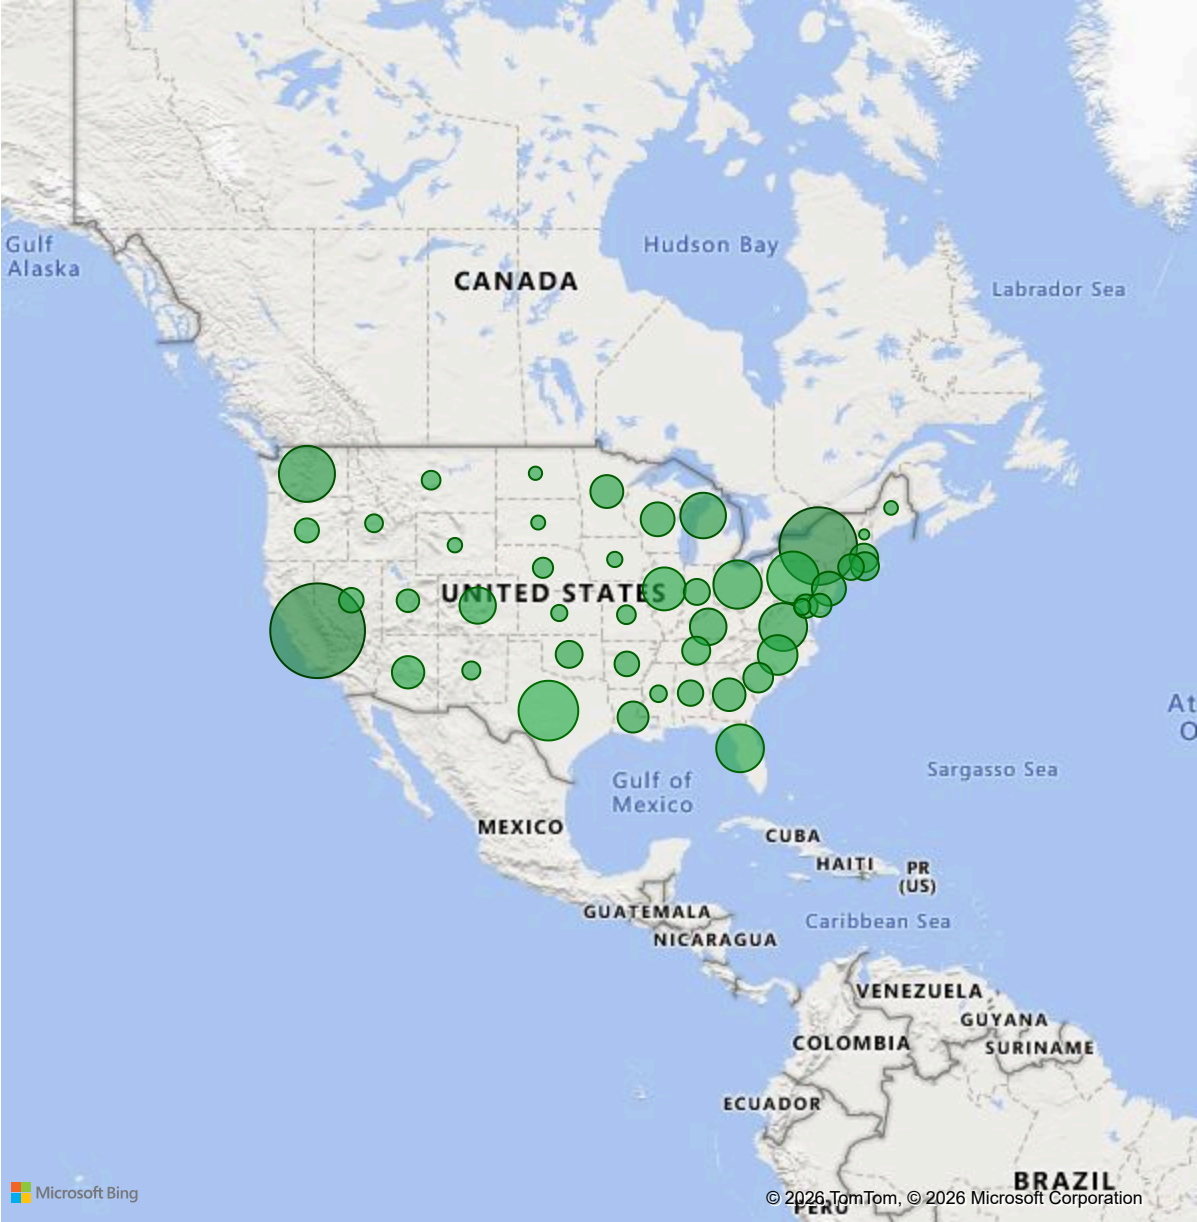 Gulf
Alaska
Hudson Bay
CANADA
Labrador Sea
UNITED STATES
At
O
Sargasso Sea
Gulf of
Mexico
MEXICO
CUBA
HAITI
PR
(US)
GUATEMALA
Caribbean Sea
NICARAGUA
VENEZUELA
GUYANA
COLOMBIA
SURINAME
ECUADOR
BRAZIL
Microsoft Bing
© 2026 TomTom, © 2026 Microsoft Corporation
PERU